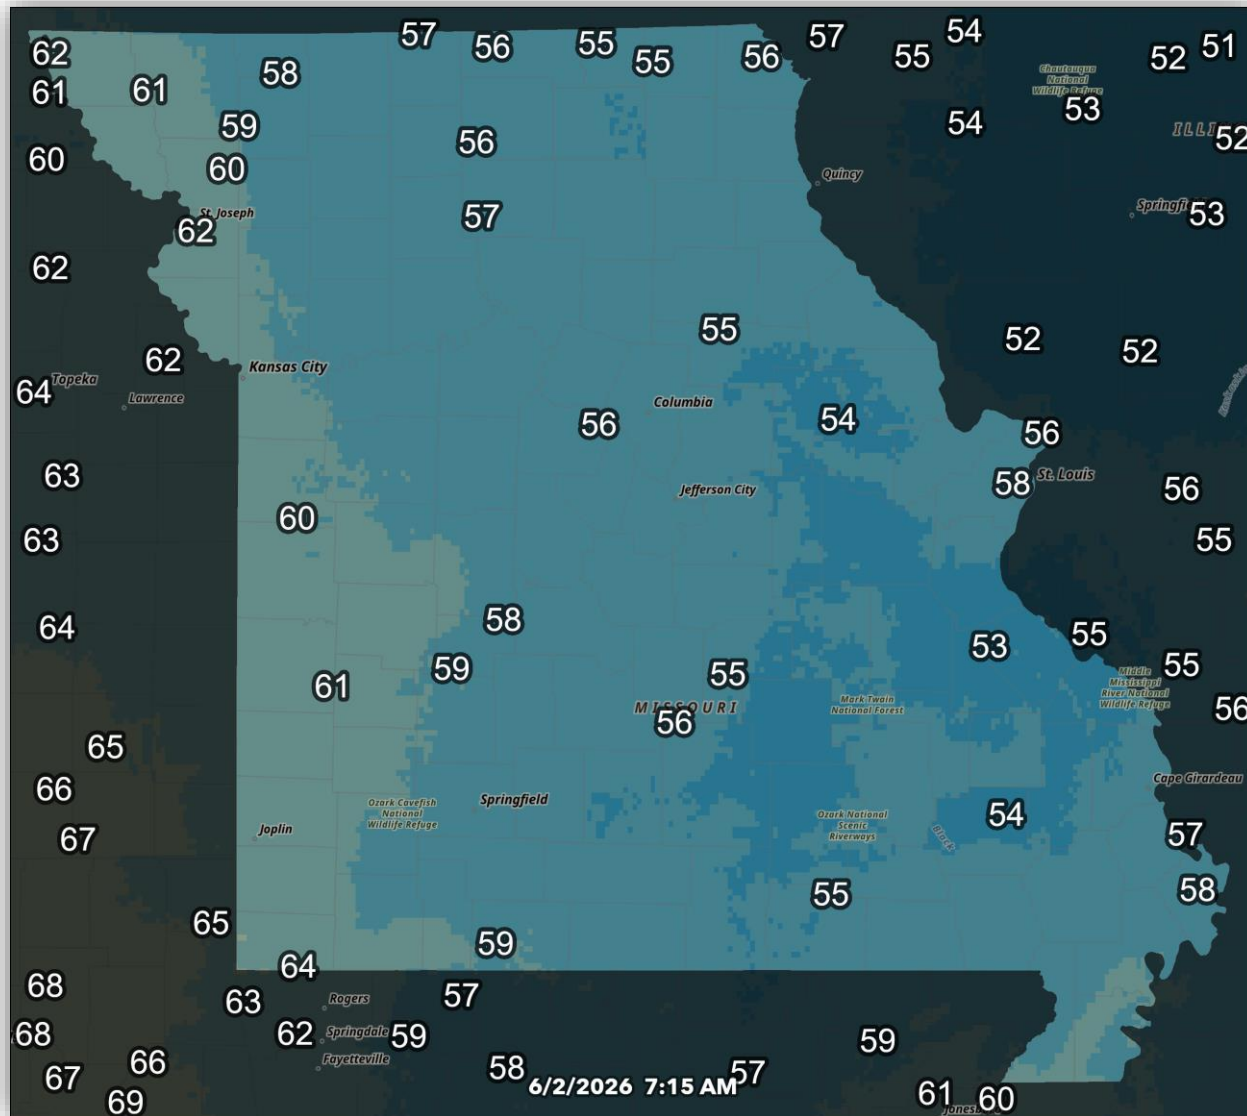 57 56 55 55 56 57 55 54 52 51
62 61 61 58
Chautauqua
National
Wildlife Refuge
53
59 56 54 ILLI 52
60 60
Quincy
St. Joseph
62 57
Springfield 53
62
55 52 52
62
Kansas City
Topeka
64
Lawrence
Columbia
56 54 56
63 St. Louis
58 56
Jefferson City
60
63 55
64 58 53 55
59 55 55
61
Middle
Mississippi
River National
Wildlife Refuge
Mark Twain
National Forest
MISSOURI
56 56
65
Cape Girardeau
66
Springfield
Ozark Cavefish
National
Wildlife Refuge
Ozark National
Scenic
Riverways
54
Joplin
67 Black 57
55 58
65
59
64
68 63 57
Rogers
68 62 59 59
Springdale
66 Fayetteville
67 58 57
6/2/2026 7:15 AM
69 61 60